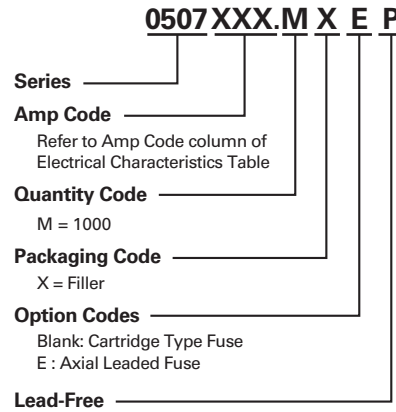 0507XXX.M X E P
Series
Amp Code
Refer to Amp Code column of
Electrical Characteristics Table
Quantity Code
M = 1000
Packaging Code
X = Filler
Option Codes
Blank: Cartridge Type Fuse
E : Axial Leaded Fuse
Lead-Free